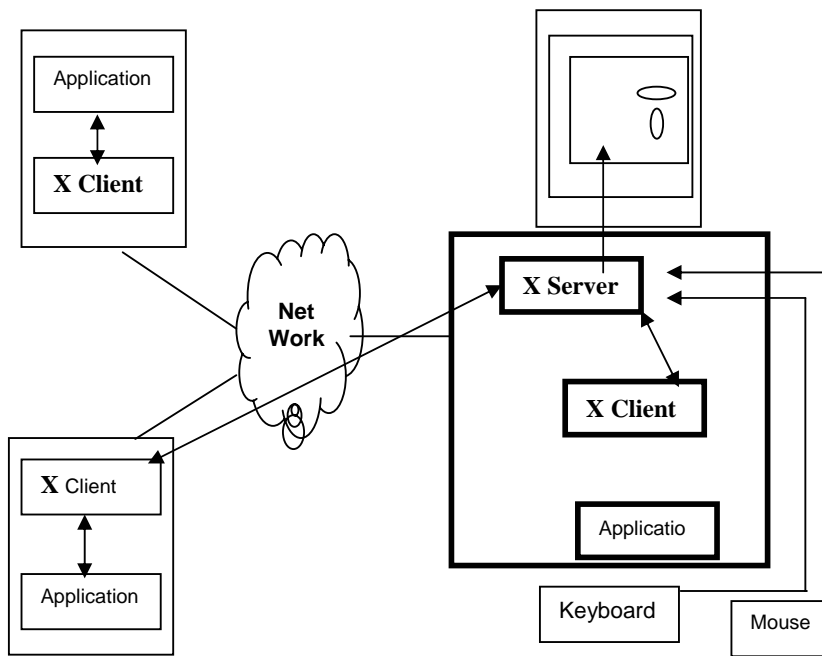 Application
X Client
Net
Work
X Server
X Client
X Client
Application
Applicatio
Keyboard
Mouse